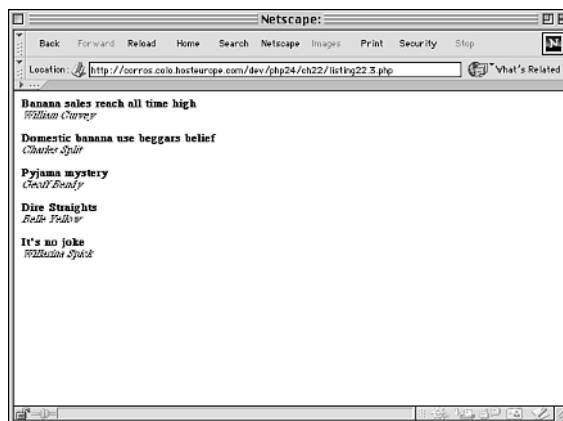 Netscape:
Back Forward Reload Home Search Netscape Images Print Security Stop N
Location: http://corros.colo.hosteurope.com/dev/php24/ch22/listing22.3.php What's Related
Banana sales reach all time high
William Curvey
Domestic banana use beggars belief
Charles Split
Pyjama mystery
Geoff Bendy
Dire Straights
Belle Yellow
It's no joke